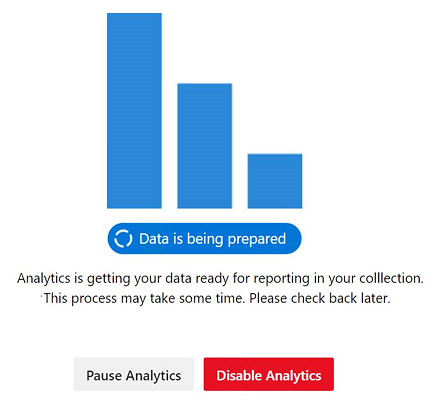 Data is being prepared
Analytics is getting your data ready for reporting in your colllection.
This process may take some time. Please check back later.
Pause Analytics
Disable Analytics